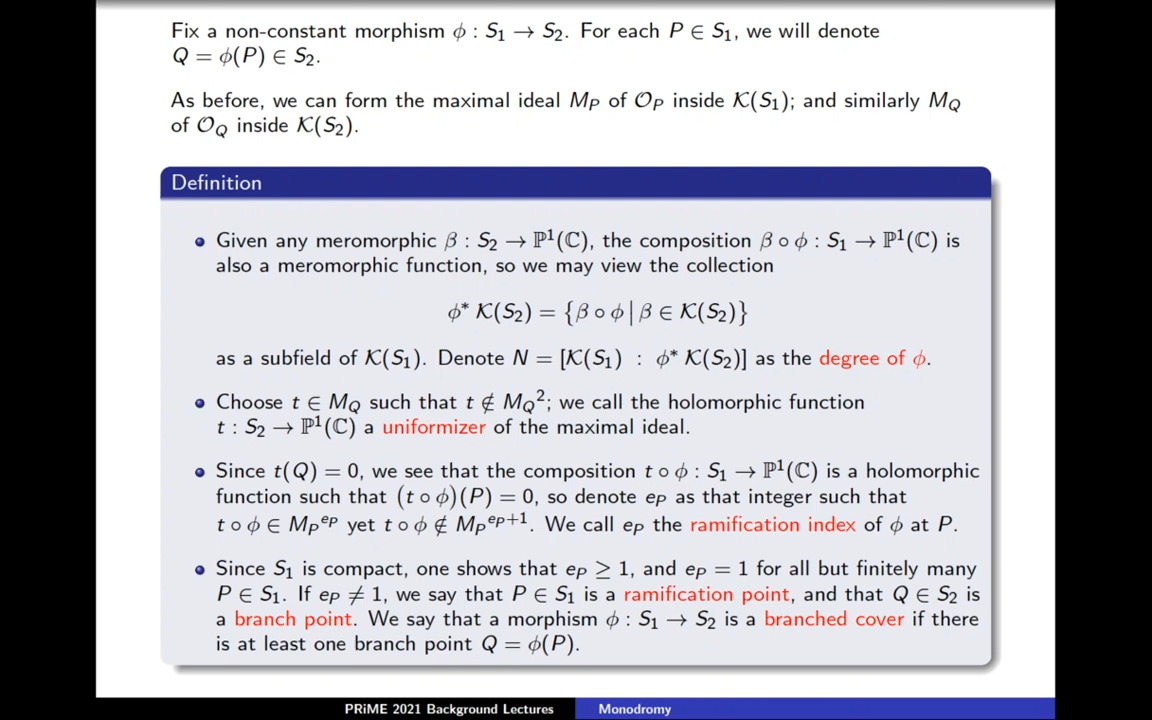 Fix a non-constant morphism ϕ : S₁ → S₂. For each P ∈ S₁, we will denote
Q = ϕ(P) ∈ S₂.
As before, we can form the maximal ideal M_P of 𝒪_P inside 𝒦(S₁); and similarly M_Q
of 𝒪_Q inside 𝒦(S₂).
Definition
• Given any meromorphic β : S₂ → ℙ¹(ℂ), the composition β ∘ ϕ : S₁ → ℙ¹(ℂ) is
also a meromorphic function, so we may view the collection
ϕ* 𝒦(S₂) = {β ∘ ϕ | β ∈ 𝒦(S₂)}
as a subfield of 𝒦(S₁). Denote N = [𝒦(S₁) : ϕ* 𝒦(S₂)] as the degree of ϕ.
• Choose t ∈ M_Q such that t ∉ M_Q²; we call the holomorphic function
t : S₂ → ℙ¹(ℂ) a uniformizer of the maximal ideal.
• Since t(Q) = 0, we see that the composition t ∘ ϕ : S₁ → ℙ¹(ℂ) is a holomorphic
function such that (t ∘ ϕ)(P) = 0, so denote e_P as that integer such that
t ∘ ϕ ∈ M_P^{e_P} yet t ∘ ϕ ∉ M_P^{e_P+1}. We call e_P the ramification index of ϕ at P.
• Since S₁ is compact, one shows that e_P ≥ 1, and e_P = 1 for all but finitely many
P ∈ S₁. If e_P ≠ 1, we say that P ∈ S₁ is a ramification point, and that Q ∈ S₂ is
a branch point. We say that a morphism ϕ : S₁ → S₂ is a branched cover if there
is at least one branch point Q = ϕ(P).
PRiME 2021 Background Lectures Monodromy